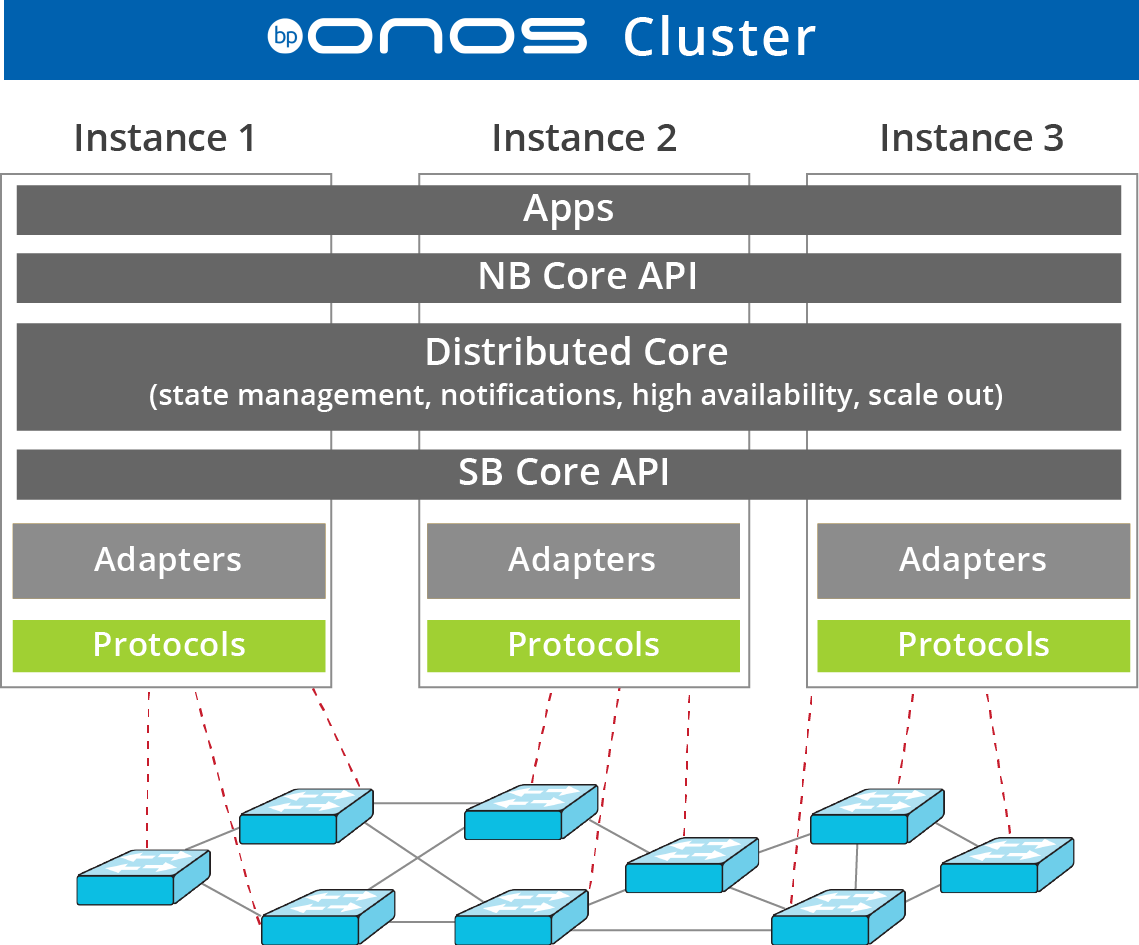 bp onos Cluster
Instance 1 Instance 2 Instance 3
Apps
NB Core API
Distributed Core
(state management, notifications, high availability, scale out)
SB Core API
Adapters Adapters Adapters
Protocols Protocols Protocols